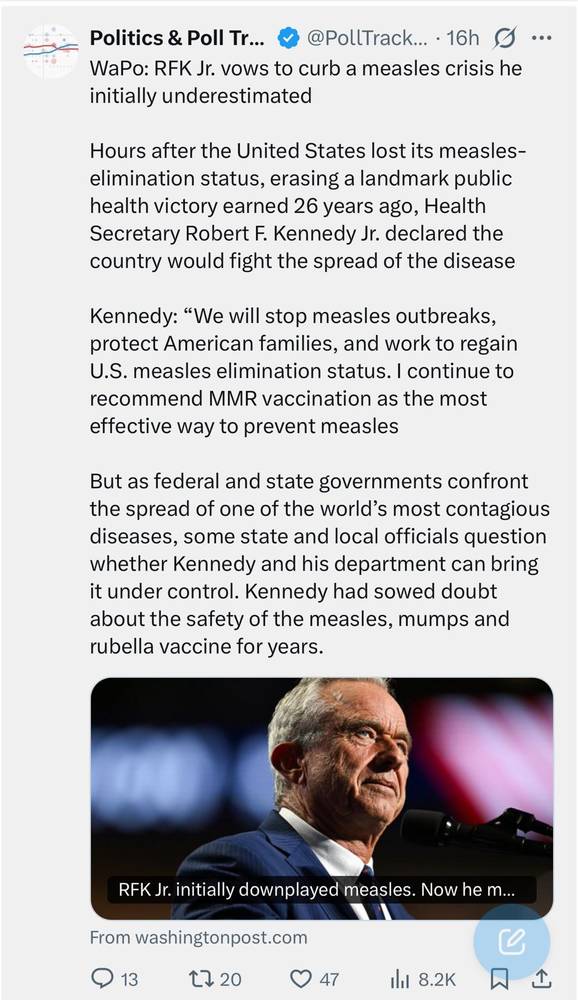 Politics & Poll Tr... @PollTrack... · 16h
WaPo: RFK Jr. vows to curb a measles crisis he
initially underestimated
Hours after the United States lost its measles-
elimination status, erasing a landmark public
health victory earned 26 years ago, Health
Secretary Robert F. Kennedy Jr. declared the
country would fight the spread of the disease
Kennedy: “We will stop measles outbreaks,
protect American families, and work to regain
U.S. measles elimination status. I continue to
recommend MMR vaccination as the most
effective way to prevent measles
But as federal and state governments confront
the spread of one of the world’s most contagious
diseases, some state and local officials question
whether Kennedy and his department can bring
it under control. Kennedy had sowed doubt
about the safety of the measles, mumps and
rubella vaccine for years.
RFK Jr. initially downplayed measles. Now he m...
From washingtonpost.com
13 20 47 8.2K